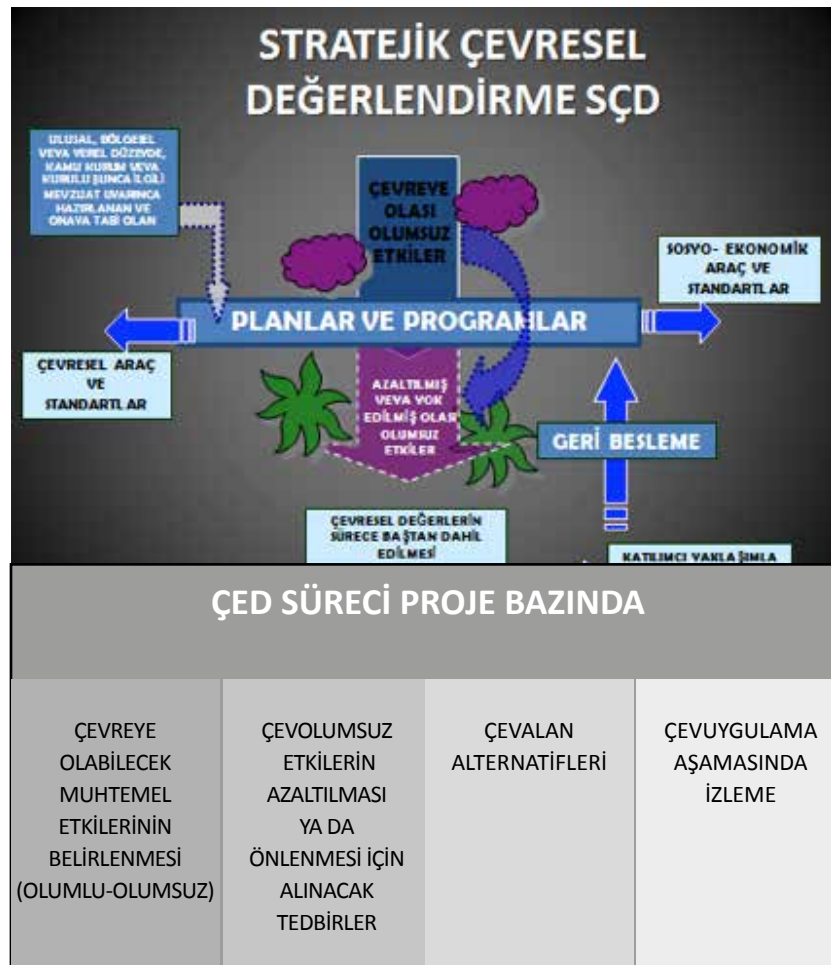 STRATEJİK ÇEVRESEL
DEĞERLENDİRME SÇD
ULUSAL, BÖLGESEL
VEYA YEREL DÜZEYDE,
KAMU KURUM VEYA
KURULUŞUNCA İLGİLİ
MEVZUAT UYARINCA
HAZIRLANAN VE
ONAYA TABİ OLAN
ÇEVREYE
OLASI
OLUMSUZ
ETKİLER
SOSYO- EKONOMİK
ARAÇ VE
STANDARTLAR
PLANLAR VE PROGRAMLAR
ÇEVRESEL ARAÇ
VE
STANDARTLAR
AZALTILMIŞ
VEYA YOK
EDİLMİŞ OLASI
OLUMSUZ
ETKİLER
GERİ BESLEME
ÇEVRESEL DEĞERLERİN
SÜRECE BAŞTAN DAHİL
EDİLMESİ
KATILIMCI YAKLAŞIMLA
ÇED SÜRECİ PROJE BAZINDA
ÇEVREYE
OLABİLECEK
MUHTEMEL
ETKİLERİNİN
BELİRLENMESİ
(OLUMLU-OLUMSUZ)
ÇEVOLUMSUZ
ETKİLERİN
AZALTILMASI
YA DA
ÖNLENMESİ İÇİN
ALINACAK
TEDBİRLER
ÇEVALAN
ALTERNATİFLERİ
ÇEVUYGULAMA
AŞAMASINDA
İZLEME